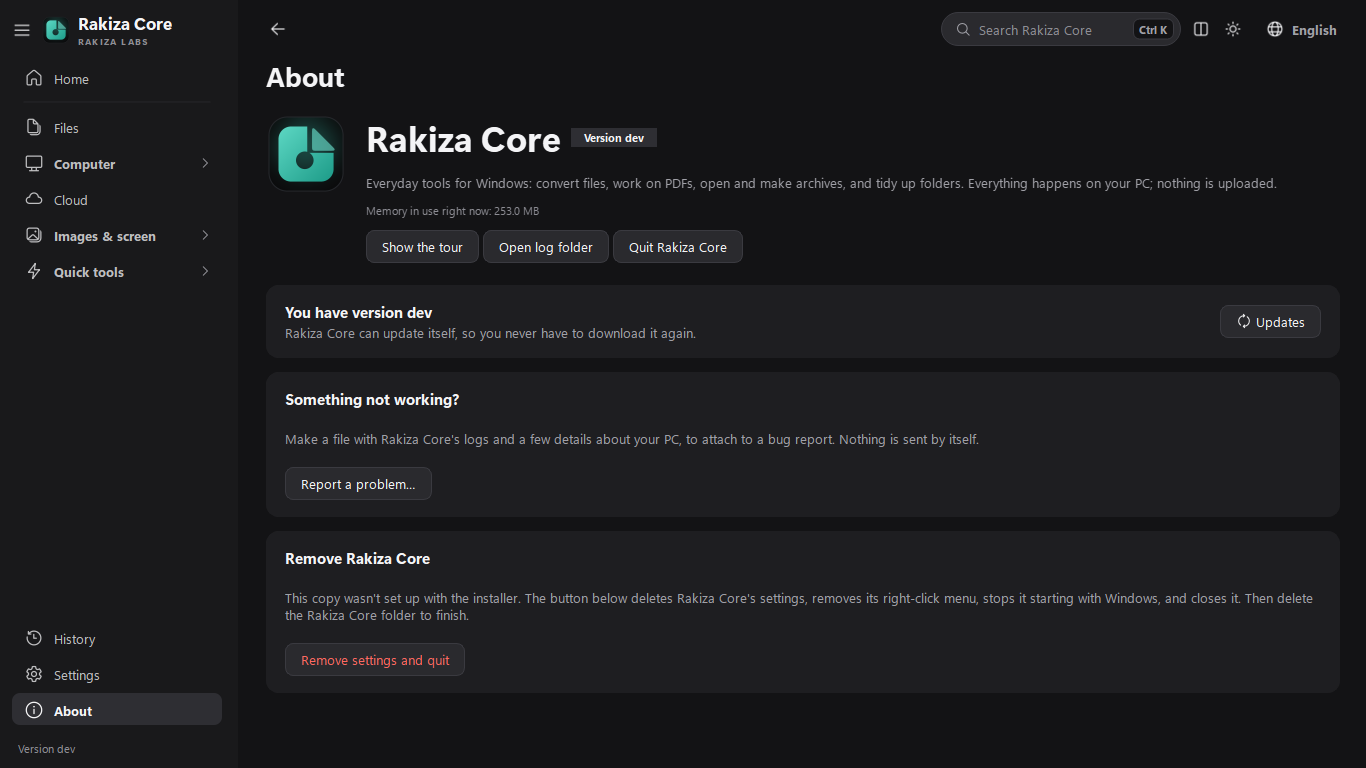 Rakiza Core
RAKIZA LABS
Search Rakiza Core
Ctrl K
English
Home
Files
Computer
Cloud
Images & screen
Quick tools
History
Settings
About
Version dev
About
Rakiza Core
Version dev
Everyday tools for Windows: convert files, work on PDFs, open and make archives, and tidy up folders. Everything happens on your PC; nothing is uploaded.
Memory in use right now: 253.0 MB
Show the tour
Open log folder
Quit Rakiza Core
You have version dev
Rakiza Core can update itself, so you never have to download it again.
Updates
Something not working?
Make a file with Rakiza Core's logs and a few details about your PC, to attach to a bug report. Nothing is sent by itself.
Report a problem...
Remove Rakiza Core
This copy wasn't set up with the installer. The button below deletes Rakiza Core's settings, removes its right-click menu, stops it starting with Windows, and closes it. Then delete
the Rakiza Core folder to finish.
Remove settings and quit